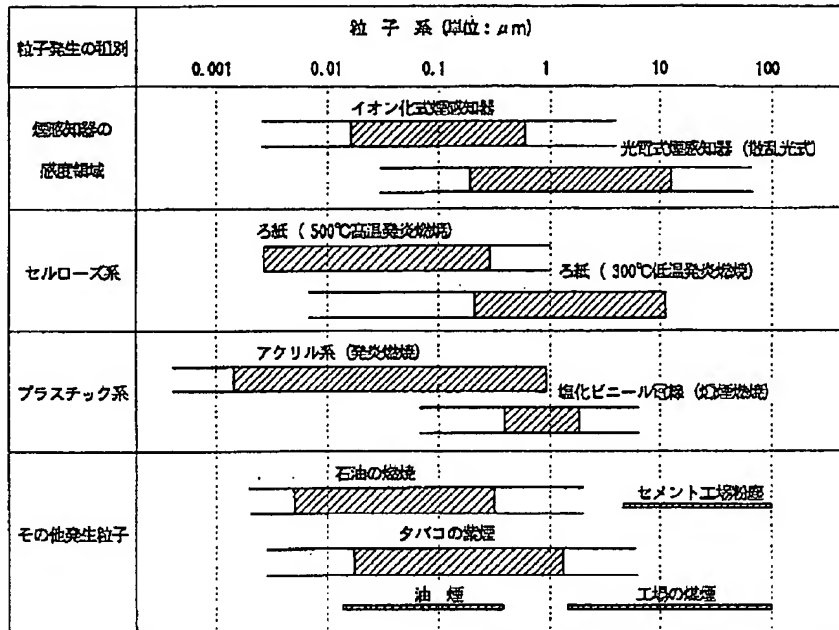 粒子発生の種別
粒 子 系 (単位：μm)
0.001 0.01 0.1 1 10 100
煙感知器の
感度領域
イオン化式煙感知器
光電式煙感知器 (散乱光式)
セルローズ系
ろ紙 ( 500℃高温発炎燃焼)
ろ紙 ( 300℃低温発炎燃焼)
プラスチック系
アクリル系 (発炎燃焼)
塩化ビニール電線 (燻煙燃焼)
その他発生粒子
石油の燃焼
セメント工場粉塵
タバコの紫煙
油 煙
工場の煤煙